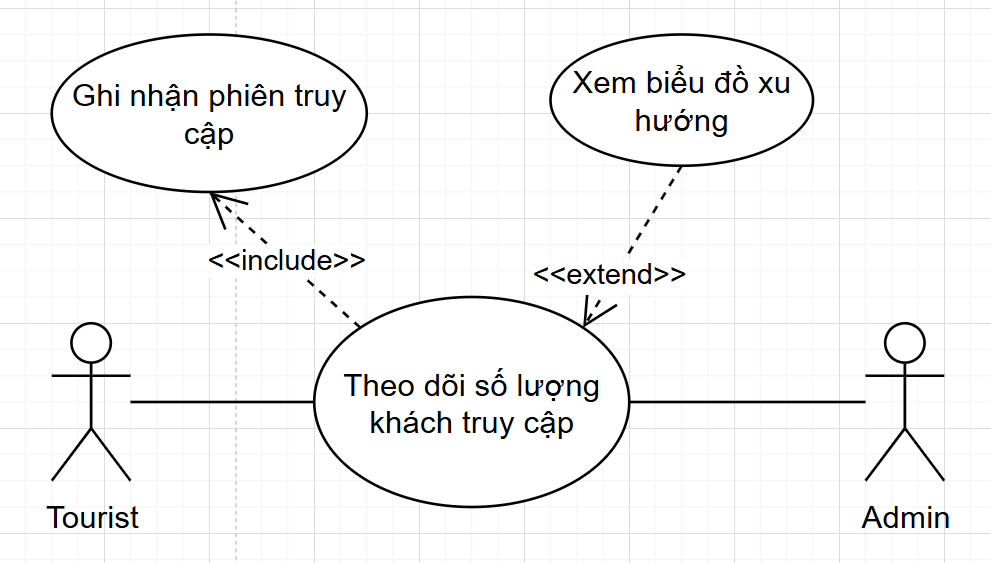 Ghi nhận phiên truy
cập
Xem biểu đồ xu
hướng
<<include>>
<<extend>>
Theo dõi số lượng
khách truy cập
Tourist
Admin